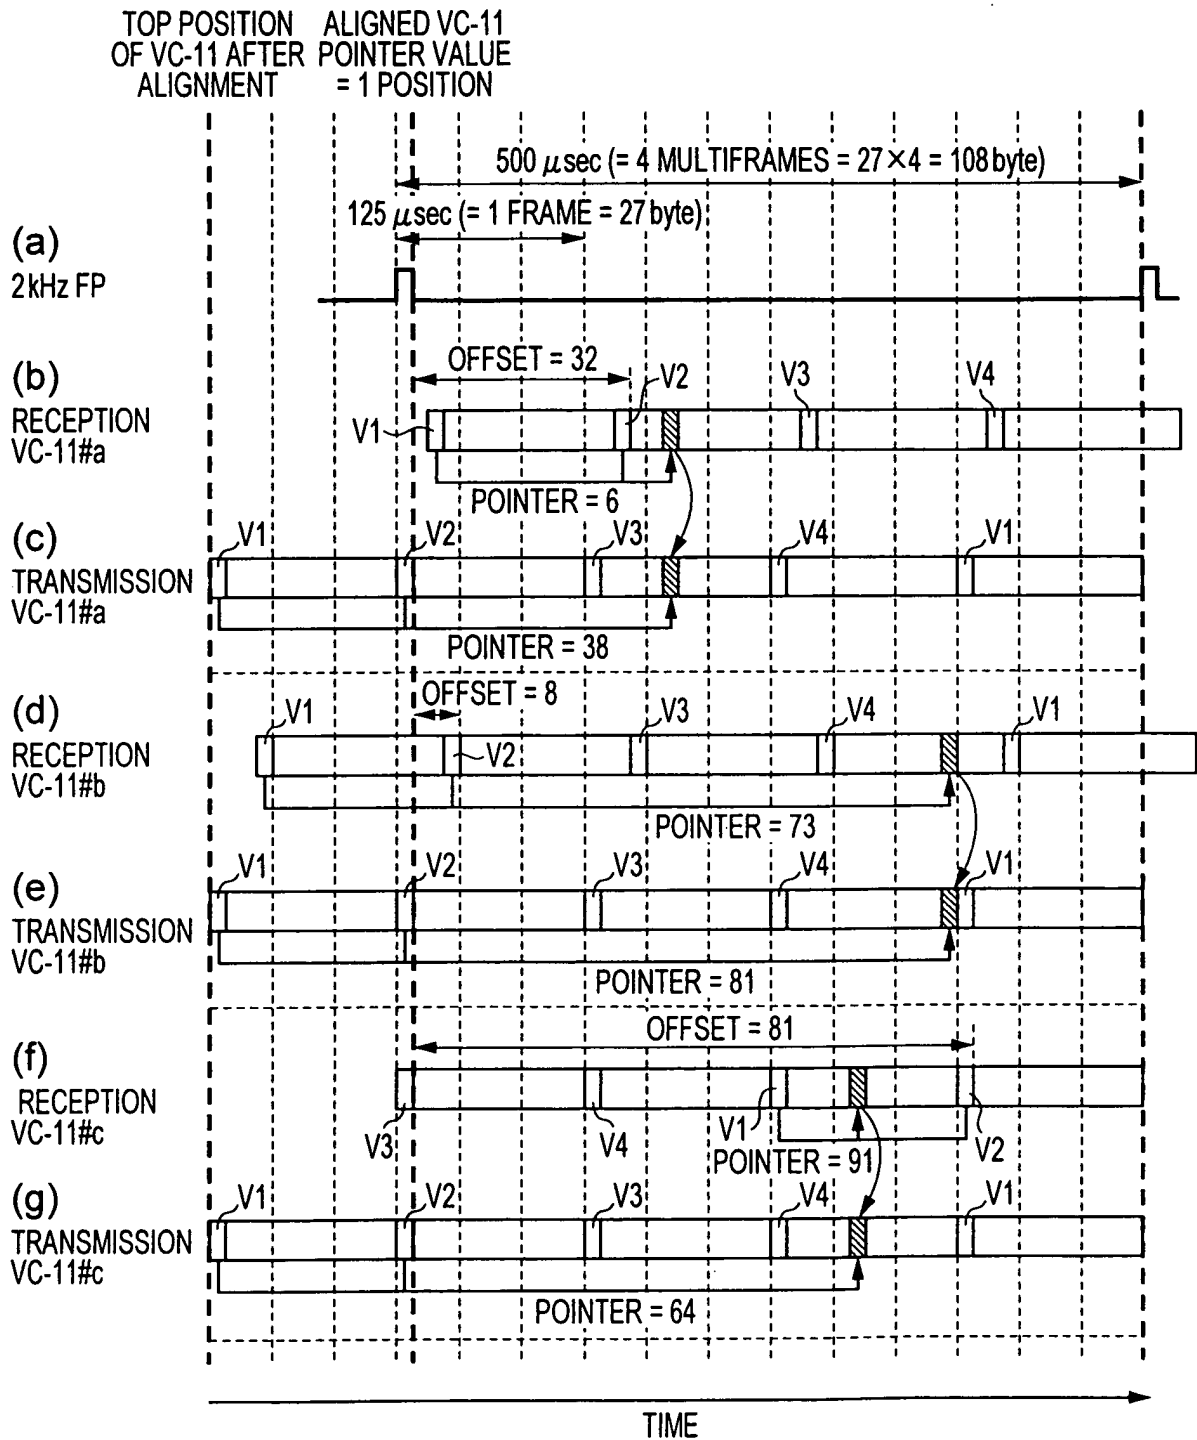 TOP POSITION
OF VC-11 AFTER
ALIGNMENT
ALIGNED VC-11
POINTER VALUE
= 1 POSITION
500 μsec (= 4 MULTIFRAMES = 27×4 = 108 byte)
125 μsec (= 1 FRAME = 27 byte)
(a)
2kHz FP
OFFSET = 32
(b)
RECEPTION
VC-11#a
V1
V2
V3
V4
POINTER = 6
(c)
TRANSMISSION
VC-11#a
V1
V2
V3
V4
V1
POINTER = 38
OFFSET = 8
(d)
RECEPTION
VC-11#b
V1
V2
V3
V4
V1
POINTER = 73
(e)
TRANSMISSION
VC-11#b
V1
V2
V3
V4
V1
POINTER = 81
OFFSET = 81
(f)
RECEPTION
VC-11#c
V3
V4
V1
V2
POINTER = 91
(g)
TRANSMISSION
VC-11#c
V1
V2
V3
V4
V1
POINTER = 64
TIME